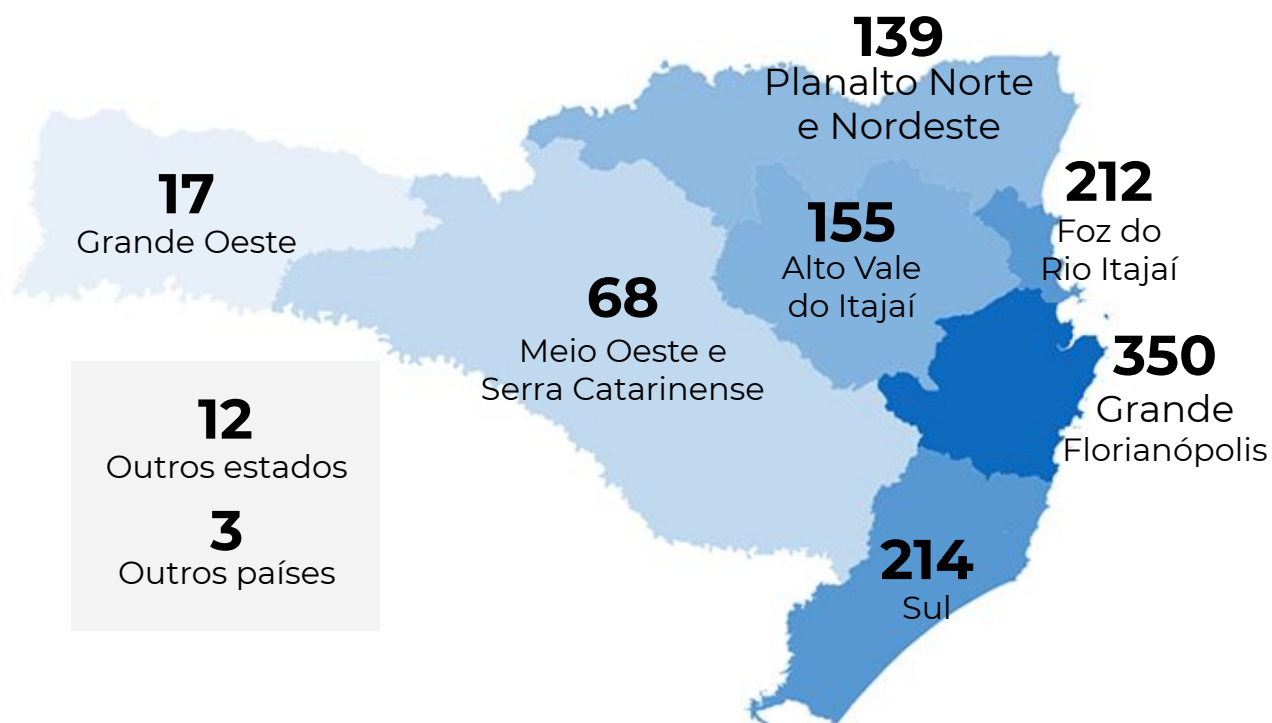 139
Planalto Norte
e Nordeste
17
Grande Oeste
212
Foz do
Rio Itajaí
155
Alto Vale
do Itajaí
68
Meio Oeste e
Serra Catarinense
350
Grande
Florianópolis
12
Outros estados
3
Outros países
214
Sul